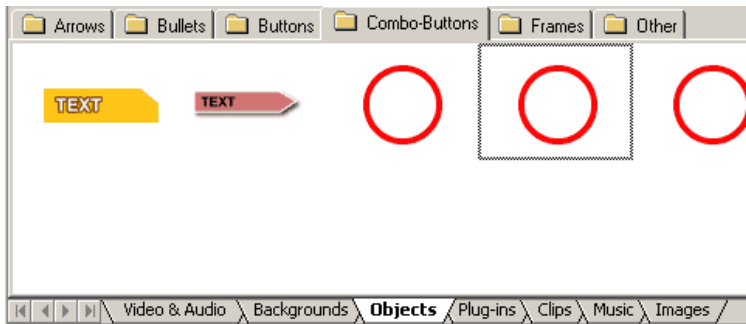 Arrows Bullets Buttons Combo-Buttons Frames Other
TEXT TEXT
Video & Audio Backgrounds Objects Plug-ins Clips Music Images